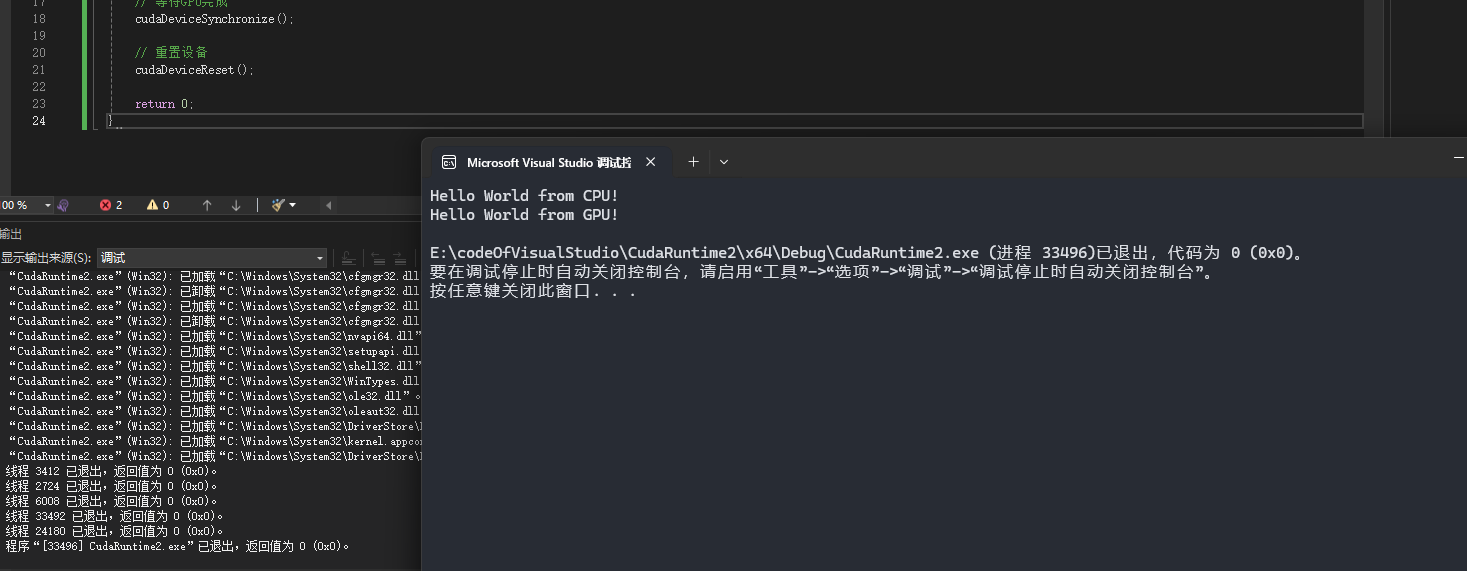 17 // 等待GPU完成
18 cudaDeviceSynchronize();
19
20 // 重置设备
21 cudaDeviceReset();
22
23 return 0;
24 }
00 % 2 0
输出
显示输出来源(S): 调试
“CudaRuntime2.exe”(Win32): 已加载“C:\Windows\System32\cfgmgr32.dll
“CudaRuntime2.exe”(Win32): 已卸载“C:\Windows\System32\cfgmgr32.dll
“CudaRuntime2.exe”(Win32): 已加载“C:\Windows\System32\cfgmgr32.dll
“CudaRuntime2.exe”(Win32): 已卸载“C:\Windows\System32\cfgmgr32.dll
“CudaRuntime2.exe”(Win32): 已加载“C:\Windows\System32\nvapi64.dll”
“CudaRuntime2.exe”(Win32): 已加载“C:\Windows\System32\setupapi.dll
“CudaRuntime2.exe”(Win32): 已加载“C:\Windows\System32\shell32.dll”
“CudaRuntime2.exe”(Win32): 已加载“C:\Windows\System32\WinTypes.dll
“CudaRuntime2.exe”(Win32): 已加载“C:\Windows\System32\ole32.dll”。
“CudaRuntime2.exe”(Win32): 已加载“C:\Windows\System32\oleaut32.dll
“CudaRuntime2.exe”(Win32): 已加载“C:\Windows\System32\DriverStore\
“CudaRuntime2.exe”(Win32): 已加载“C:\Windows\System32\kernel.appcor
“CudaRuntime2.exe”(Win32): 已加载“C:\Windows\System32\DriverStore\
线程 3412 已退出，返回值为 0 (0x0)。
线程 2724 已退出，返回值为 0 (0x0)。
线程 6008 已退出，返回值为 0 (0x0)。
线程 33492 已退出，返回值为 0 (0x0)。
线程 24180 已退出，返回值为 0 (0x0)。
程序“[33496] CudaRuntime2.exe”已退出，返回值为 0 (0x0)。
Microsoft Visual Studio 调试控
Hello World from CPU!
Hello World from GPU!
E:\codeOfVisualStudio\CudaRuntime2\x64\Debug\CudaRuntime2.exe (进程 33496)已退出，代码为 0 (0x0)。
要在调试停止时自动关闭控制台，请启用“工具”->“选项”->“调试”->“调试停止时自动关闭控制台”。
按任意键关闭此窗口. . .